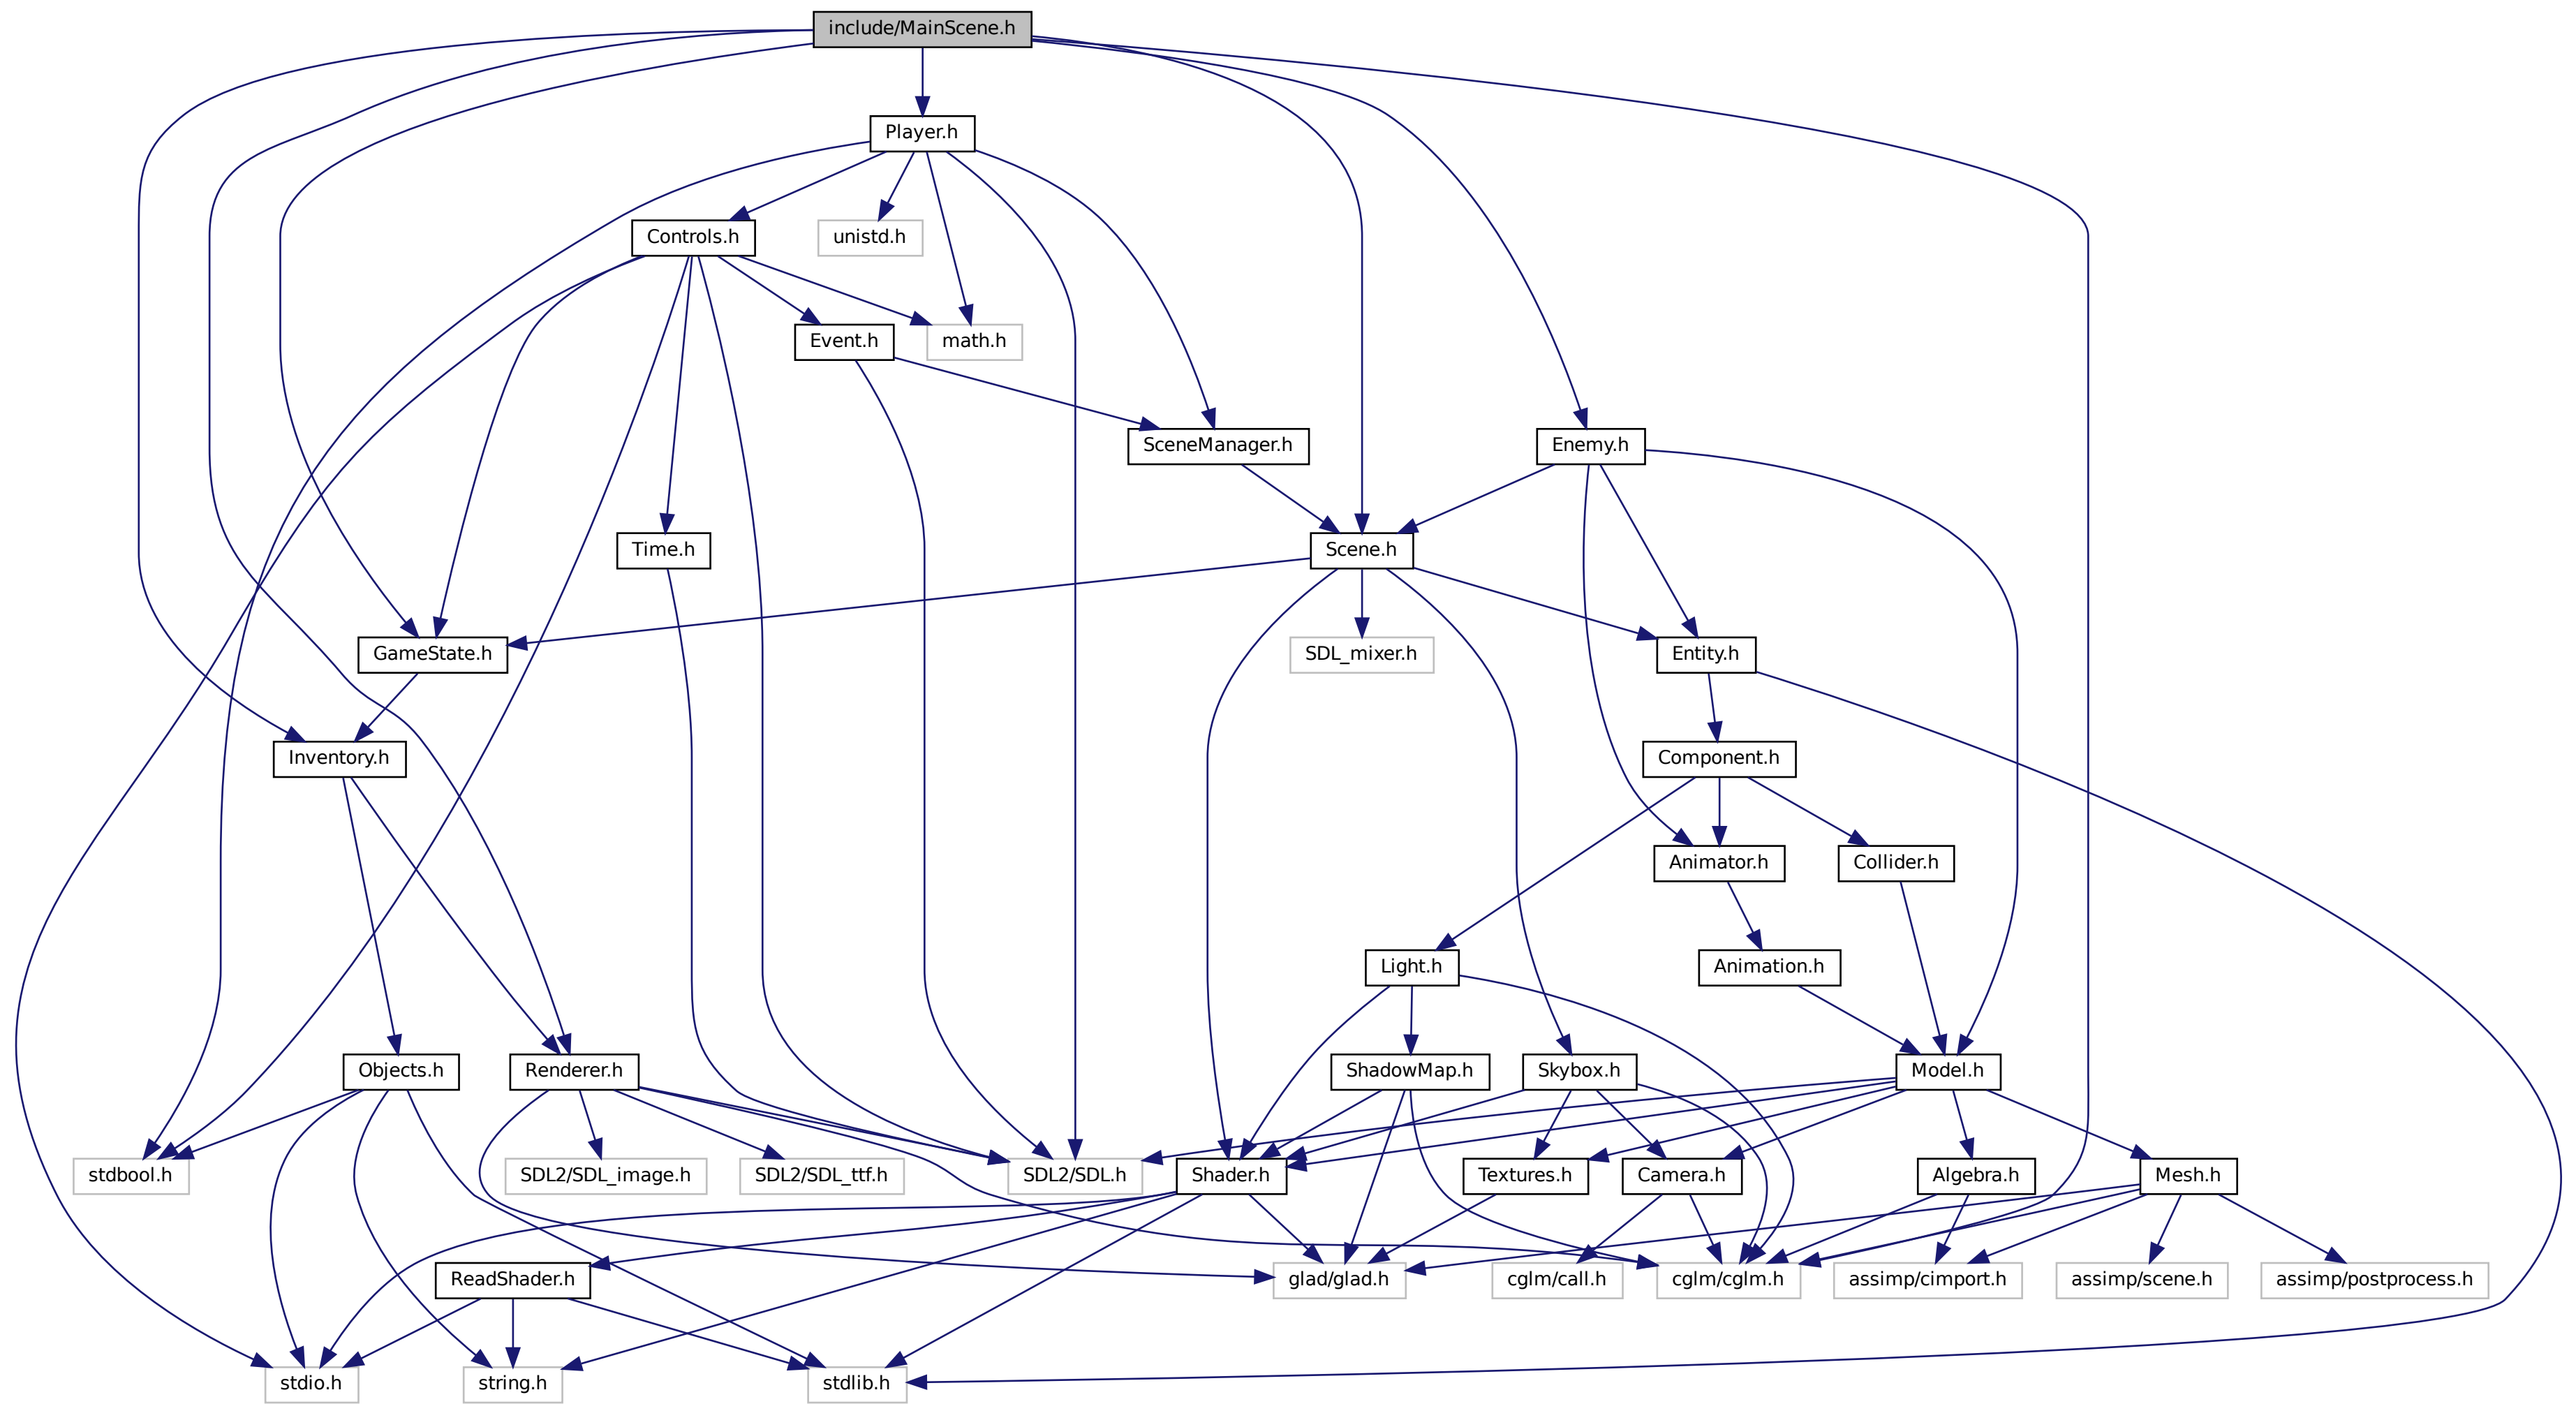 include/MainScene.h
Player.h
Controls.h
unistd.h
Event.h
math.h
SceneManager.h
Enemy.h
Time.h
Scene.h
GameState.h
SDL_mixer.h
Entity.h
Inventory.h
Component.h
Animator.h
Collider.h
Light.h
Animation.h
Objects.h
Renderer.h
ShadowMap.h
Skybox.h
Model.h
stdbool.h
SDL2/SDL_image.h
SDL2/SDL_ttf.h
SDL2/SDL.h
Shader.h
Textures.h
Camera.h
Algebra.h
Mesh.h
ReadShader.h
glad/glad.h
cglm/call.h
cglm/cglm.h
assimp/cimport.h
assimp/scene.h
assimp/postprocess.h
stdio.h
string.h
stdlib.h